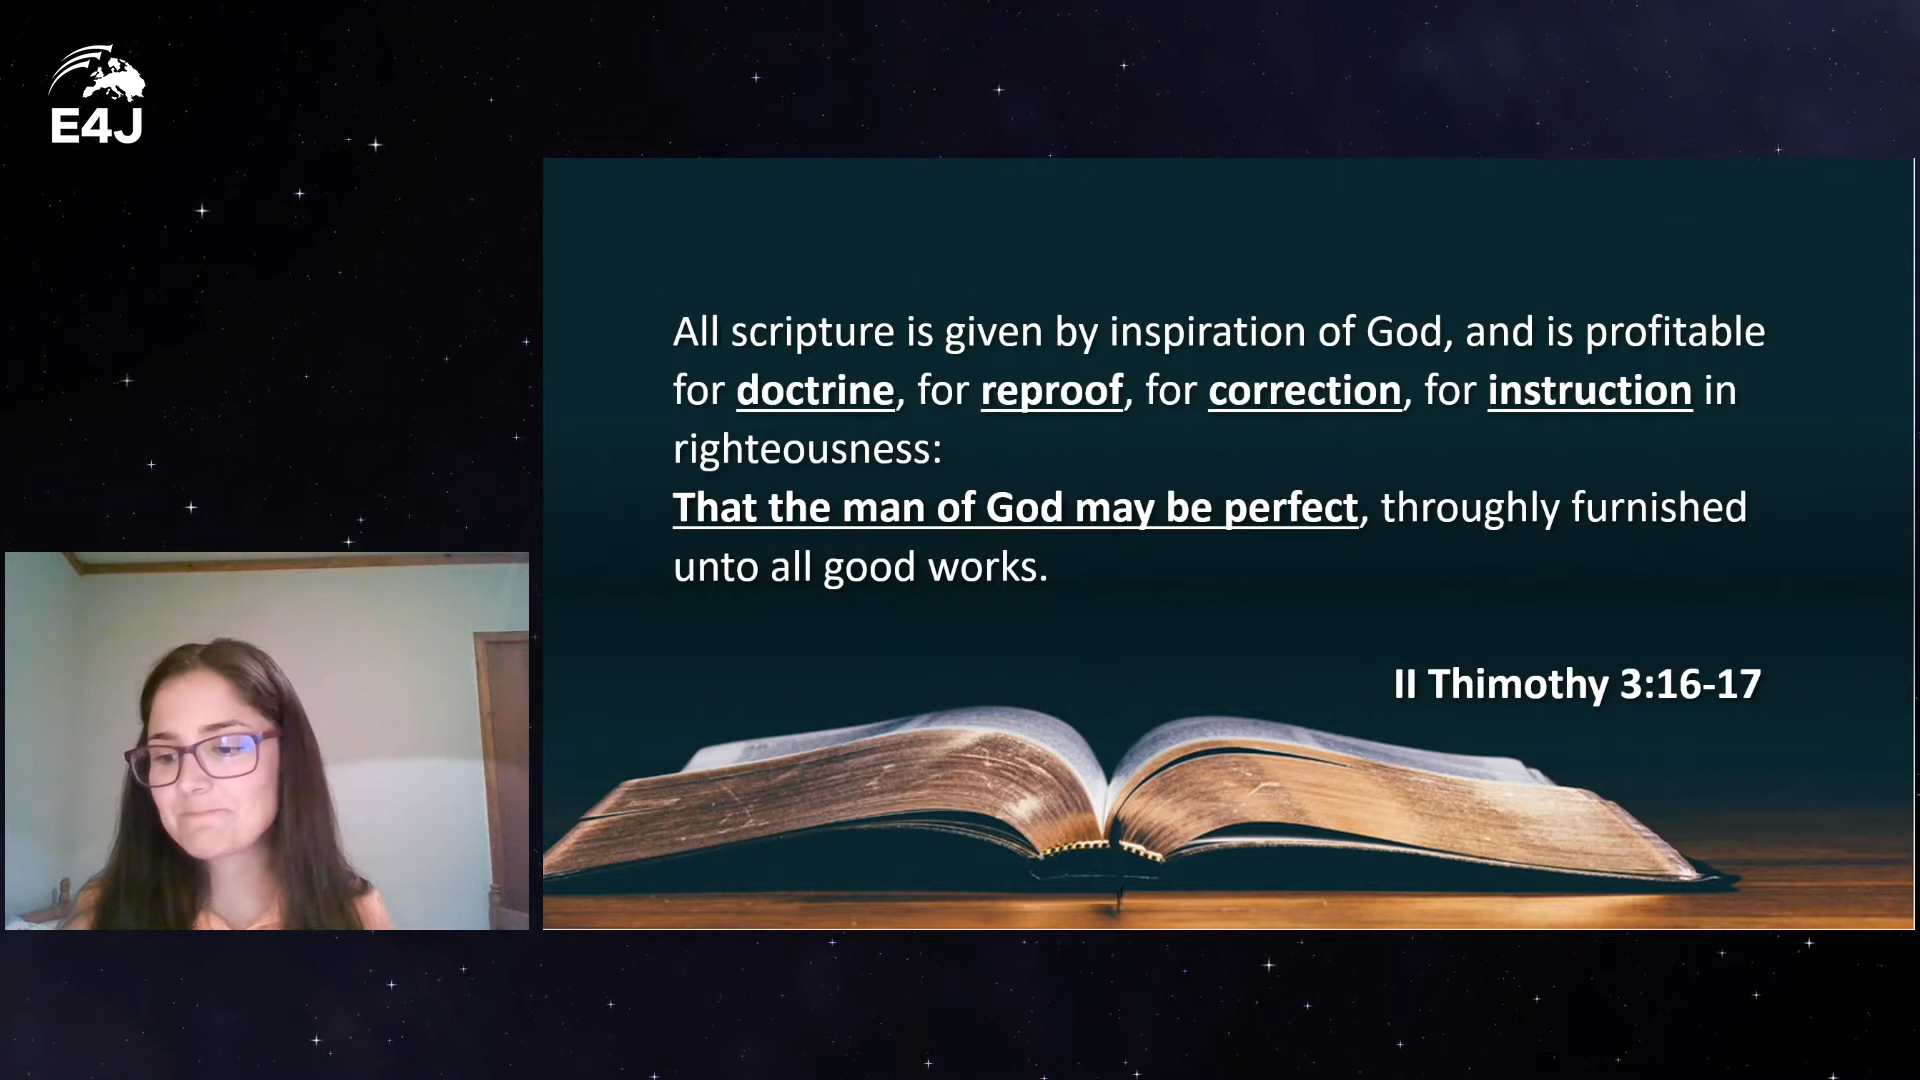 E4J
All scripture is given by inspiration of God, and is profitable
for doctrine, for reproof, for correction, for instruction in
righteousness:
That the man of God may be perfect, throughly furnished
unto all good works.
II Thimothy 3:16-17